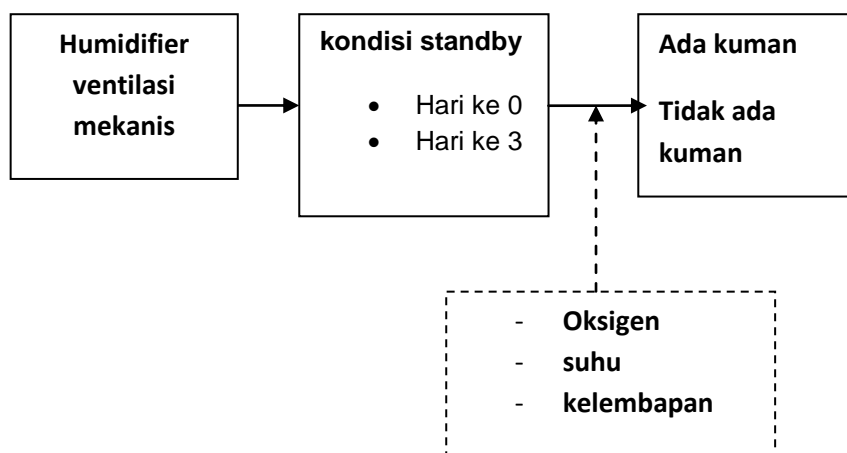 Humidifier
ventilasi
mekanis
kondisi standby
• Hari ke 0
• Hari ke 3
Ada kuman
Tidak ada
kuman
- Oksigen
- suhu
- kelembapan